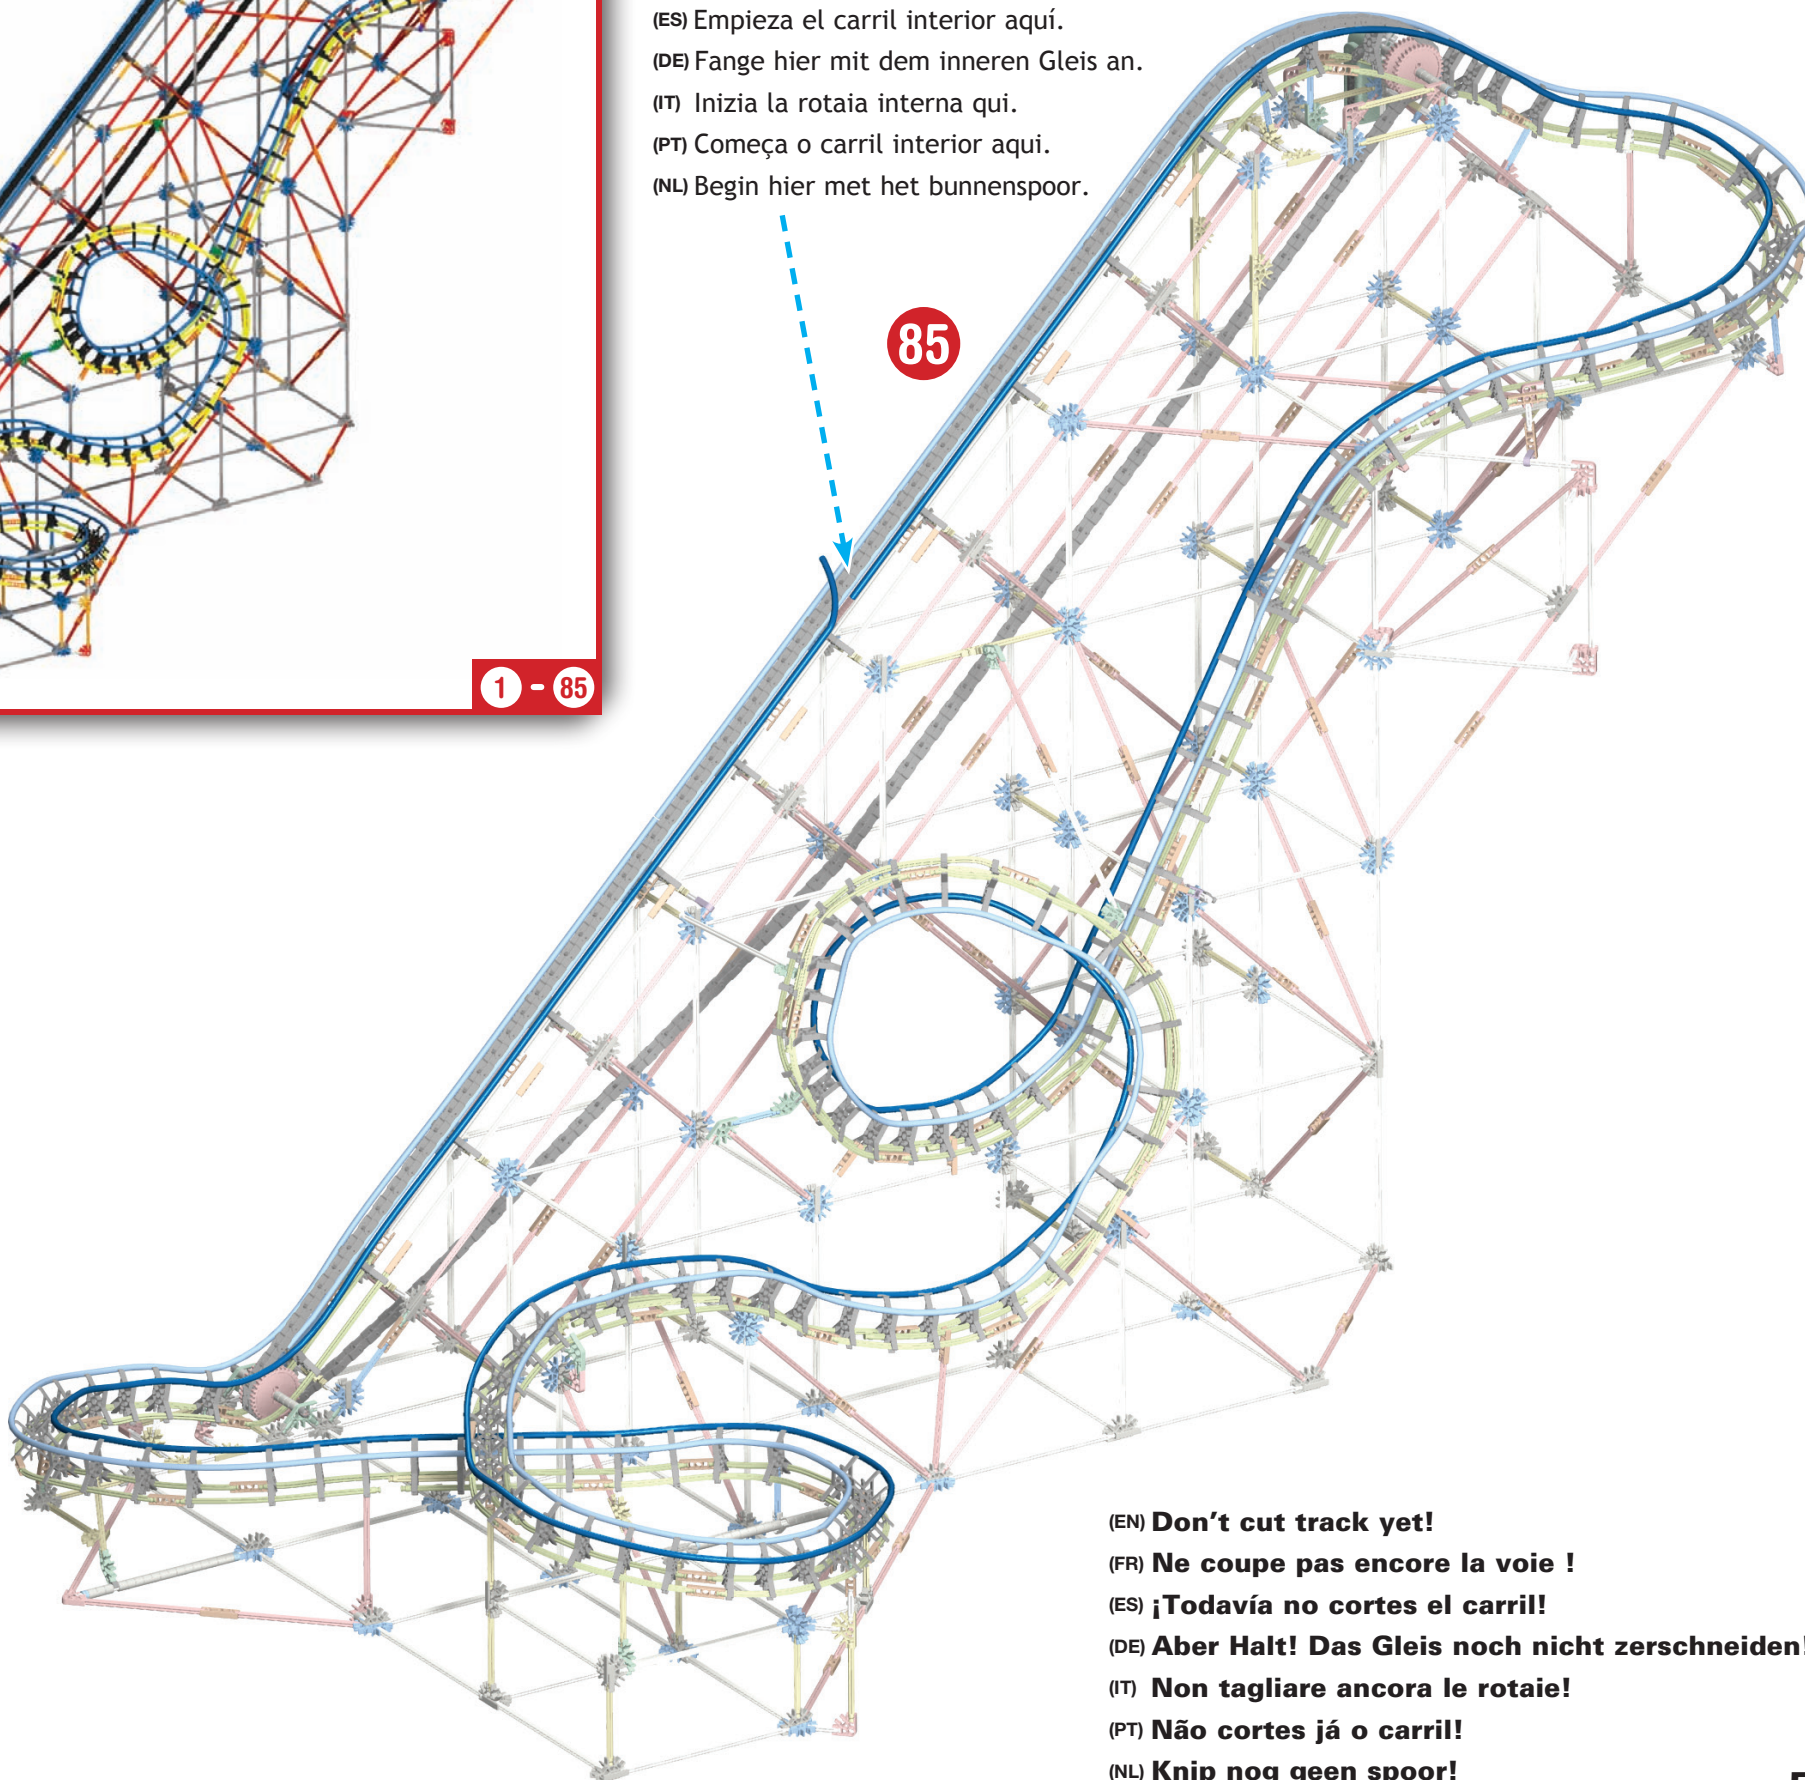 (ES) Empieza el carril interior aquí.
(DE) Fange hier mit dem inneren Gleis an.
(IT) Inizia la rotaia interna qui.
(PT) Começa o carril interior aqui.
(NL) Begin hier met het bunnenspoor.
85
1 - 85
(EN) Don't cut track yet!
(FR) Ne coupe pas encore la voie !
(ES) ¡Todavía no cortes el carril!
(DE) Aber Halt! Das Gleis noch nicht zerschneiden!
(IT) Non tagliare ancora le rotaie!
(PT) Não cortes já o carril!
(NL) Knip nog geen spoor!